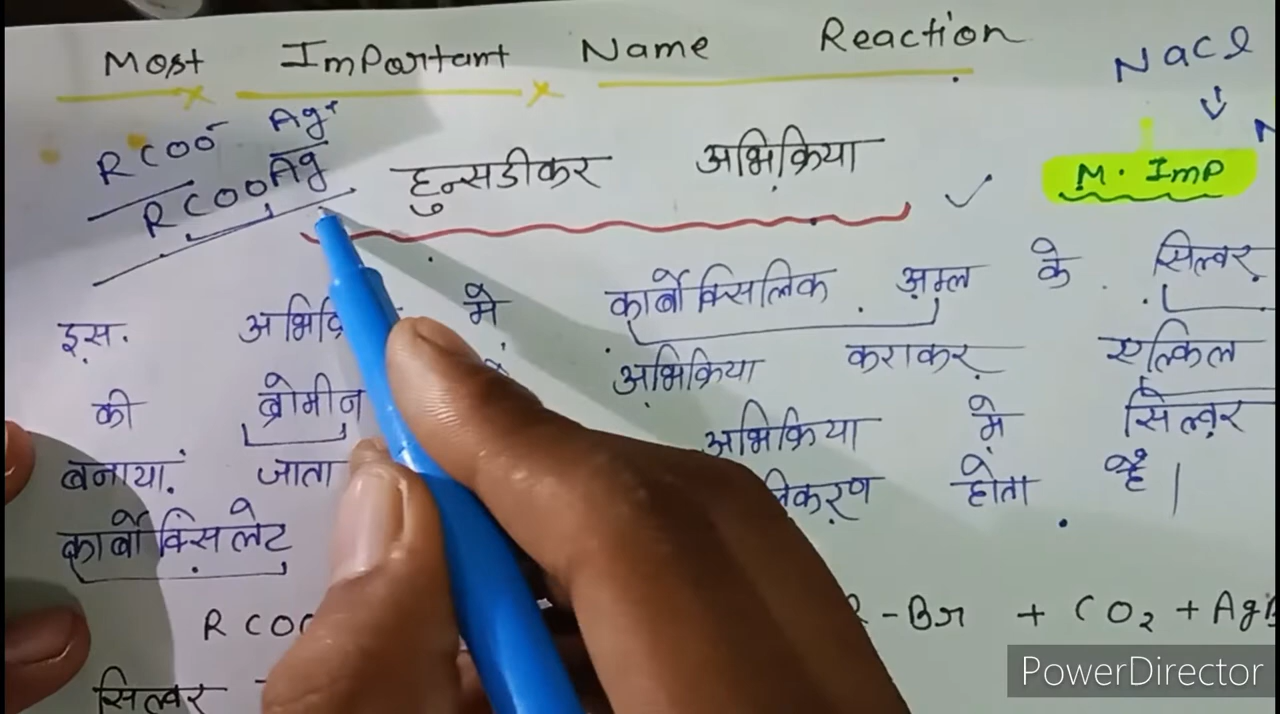 Most Important Name Reaction
NaCl
RCOO⁻ Ag⁺
RCOOAg
हुन्सडीकर अभिक्रिया
M. Imp
इस अभिक्रि में कार्बोक्सिलिक अम्ल के सिल्वर
की ब्रोमीन अभिक्रिया कराकर एल्किल
बनाया जाता अभिक्रिया में सिल्वर
कार्बोक्सिलेट होता है।
RCOO R-Br + CO₂ + Ag
सिल्वर
PowerDirector